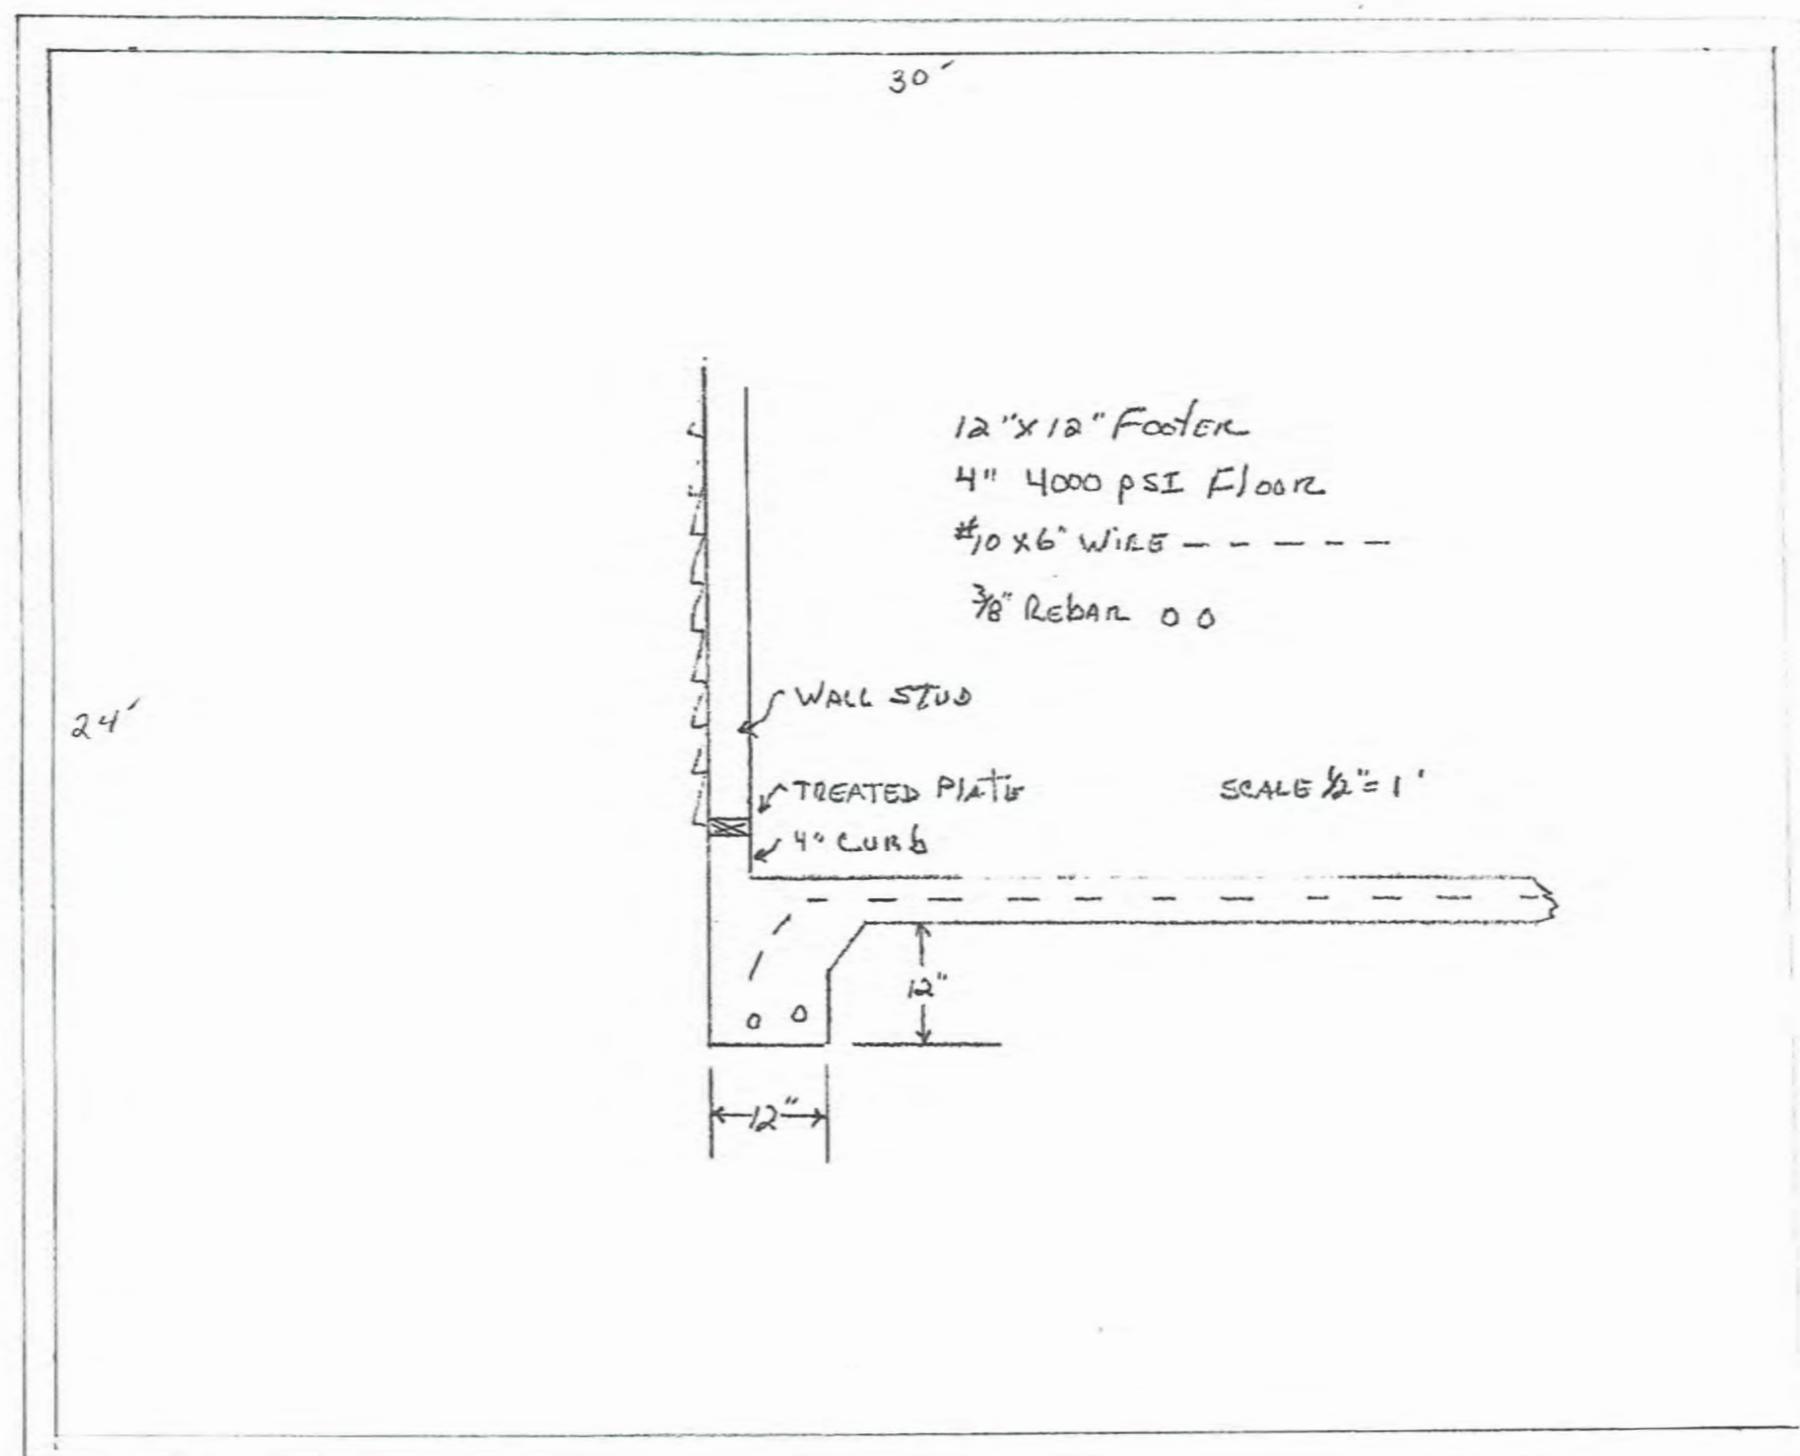 30'
12" x 12" Footer
4" 4000 psi Floor
#10 x 6" Wire
3/8" Rebar
24'
Wall Stud
Treated Plate
Scale 1/2" = 1'
4" Curb
12"
12"